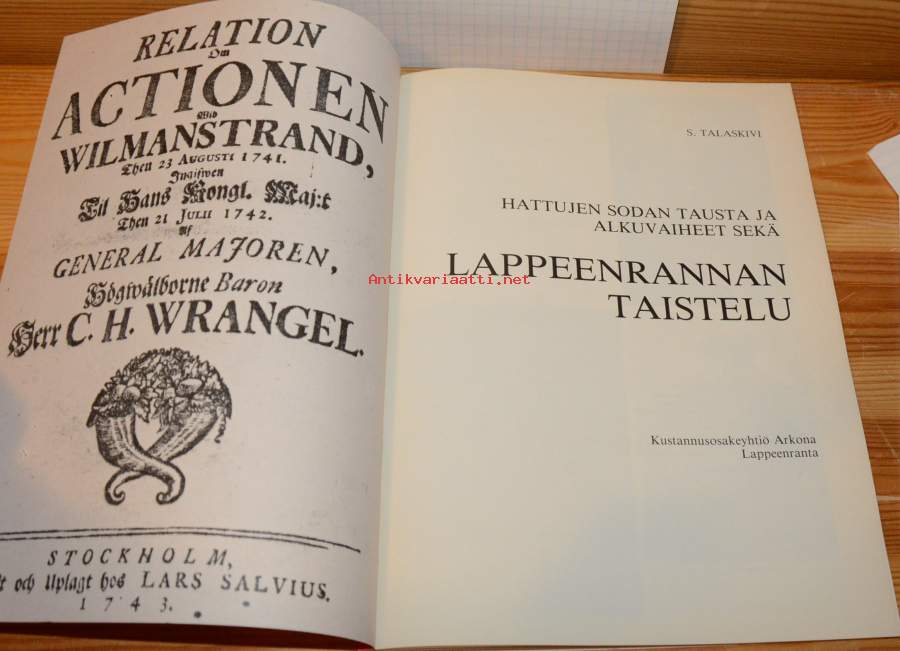 RELATION
Om
ACTIONEN
Wid
WILMANSTRAND,
Then 23 AUGUSTI 1741.
Ingifwen
Til Hans Kongl. Maj:t
Then 21 JULII 1742.
Af
GENERAL MAJOREN,
Högwälborne Baron
Herr C. H. WRANGEL.
STOCKHOLM,
och Uplagt hos LARS SALVIUS.
1743.
S. TALASKIVI
HATTUJEN SODAN TAUSTA JA
ALKUVAIHEET SEKÄ
LAPPEENRANNAN
TAISTELU
Kustannusosakeyhtiö Arkona
Lappeenranta
Antikvariaatti.net